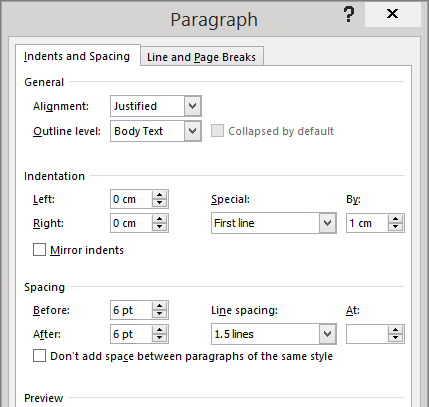 Paragraph ? ×
Indents and Spacing Line and Page Breaks
General
Alignment: Justified
Outline level: Body Text Collapsed by default
Indentation
Left: 0 cm Special: By:
Right: 0 cm First line 1 cm
Mirror indents
Spacing
Before: 6 pt Line spacing: At:
After: 6 pt 1.5 lines
Don't add space between paragraphs of the same style
Preview